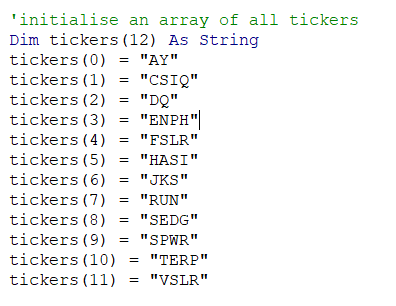 'initialise an array of all tickers
Dim tickers(12) As String
tickers(0) = "AY"
tickers(1) = "CSIQ"
tickers(2) = "DQ"
tickers(3) = "ENPH"
tickers(4) = "FSLR"
tickers(5) = "HASI"
tickers(6) = "JKS"
tickers(7) = "RUN"
tickers(8) = "SEDG"
tickers(9) = "SPWR"
tickers(10) = "TERP"
tickers(11) = "VSLR"